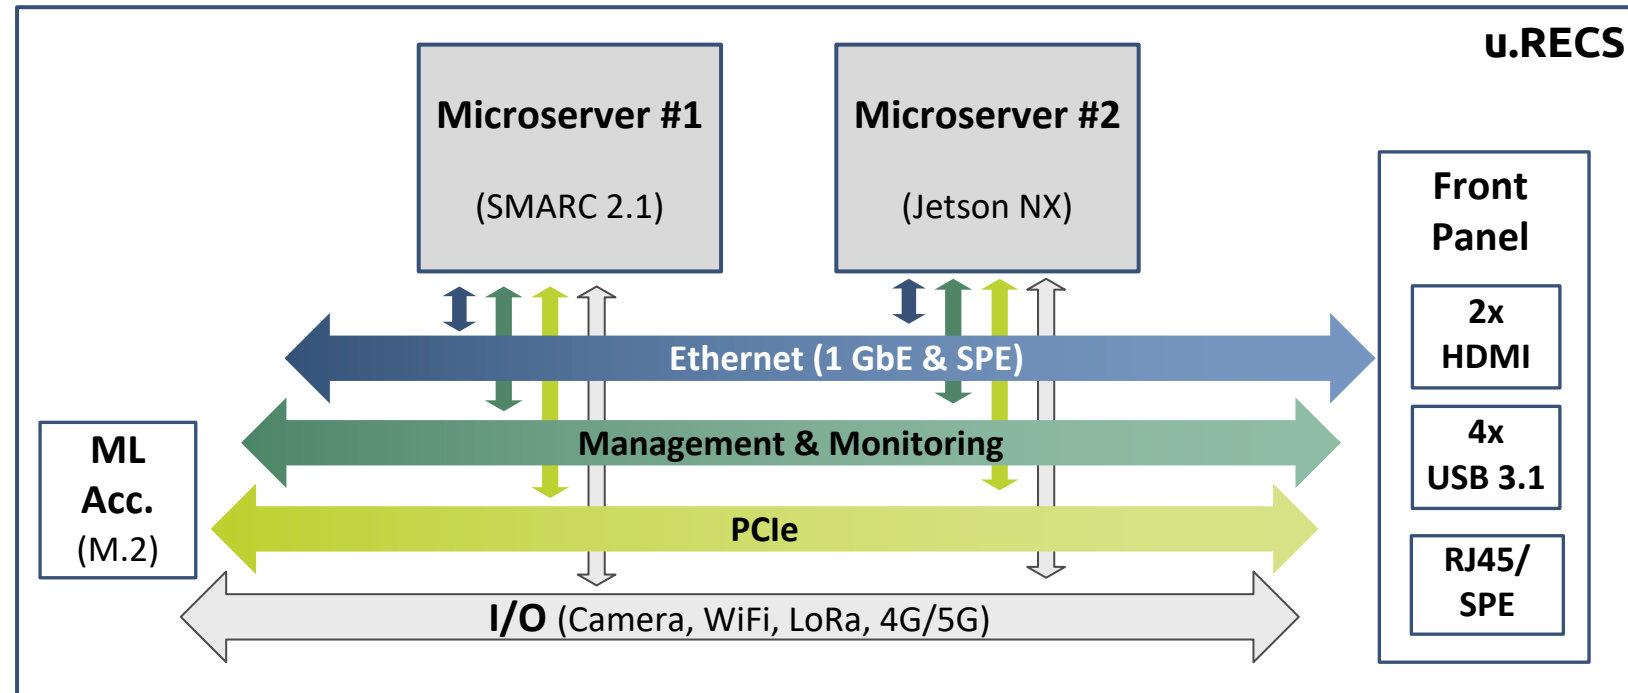 u.RECS
Microserver #1
(SMARC 2.1)
Microserver #2
(Jetson NX)
Front
Panel
2x
HDMI
4x
USB 3.1
RJ45/
SPE
Ethernet (1 GbE & SPE)
Management & Monitoring
ML
Acc.
(M.2)
PCIe
I/O (Camera, WiFi, LoRa, 4G/5G)